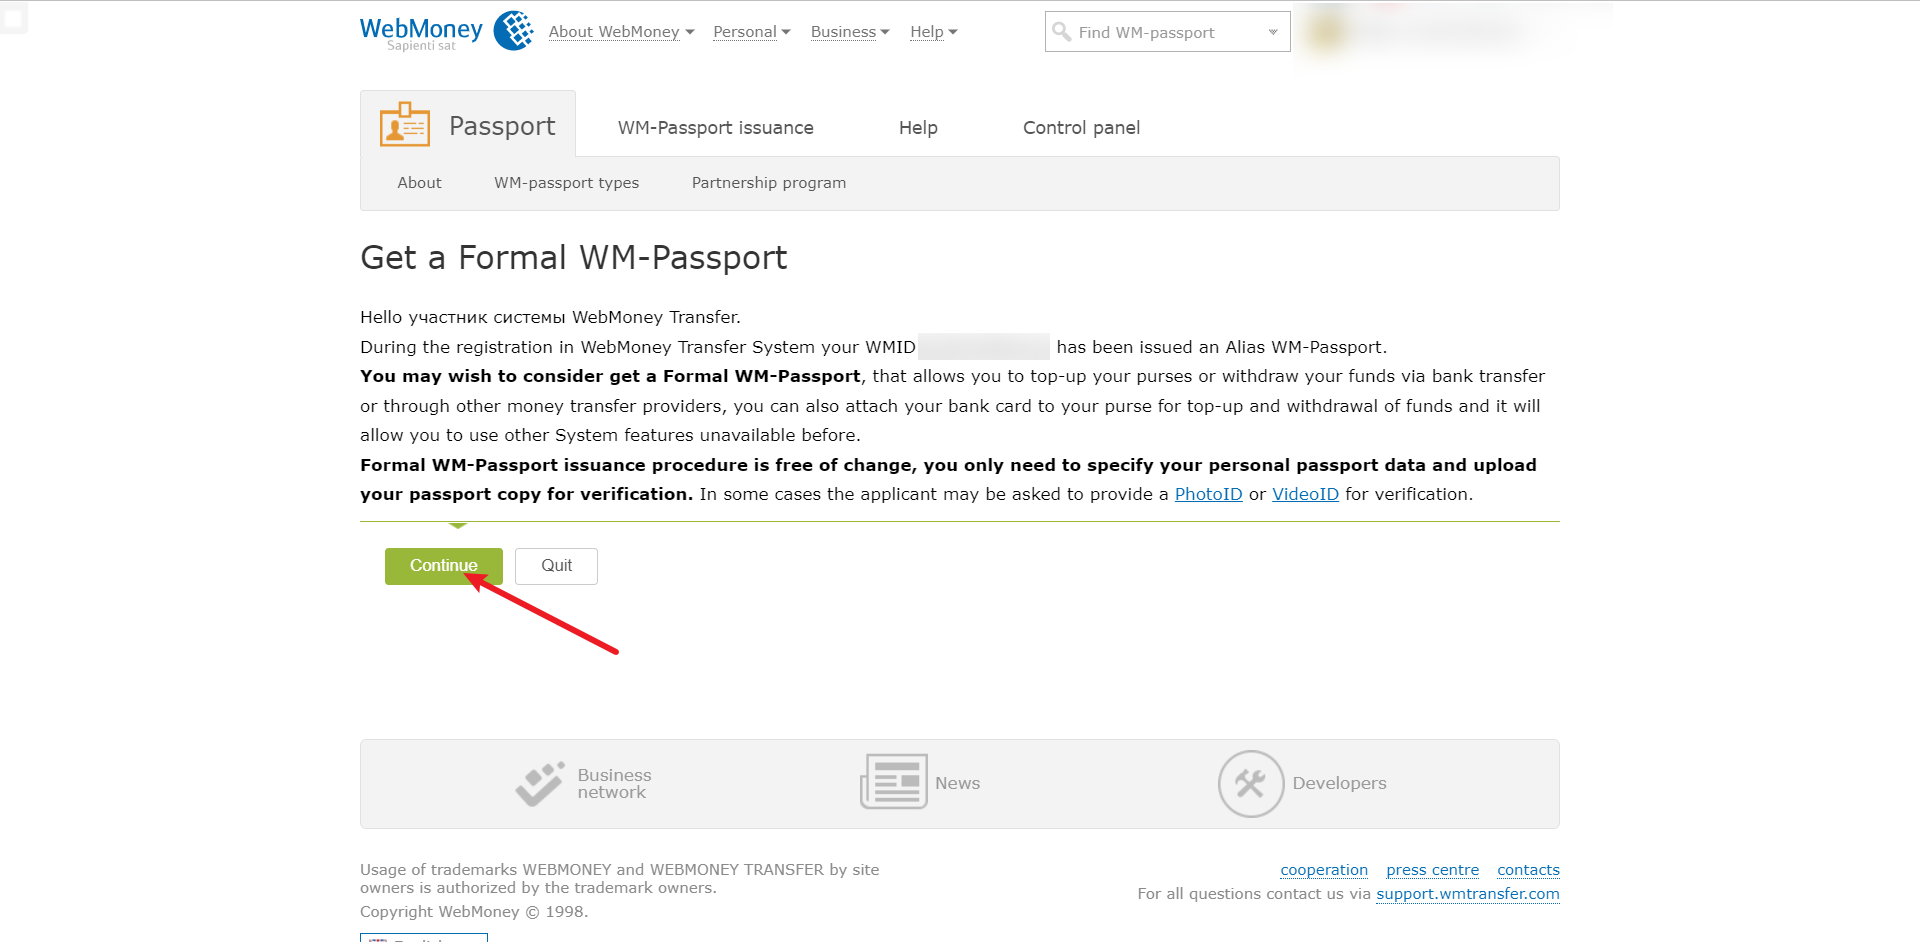 WebMoney
Sapienti sat
About WebMoney
Personal
Business
Help
Find WM-passport
Passport
WM-Passport issuance
Help
Control panel
About
WM-passport types
Partnership program
Get a Formal WM-Passport
Hello участник системы WebMoney Transfer.
During the registration in WebMoney Transfer System your WMID has been issued an Alias WM-Passport.
You may wish to consider get a Formal WM-Passport, that allows you to top-up your purses or withdraw your funds via bank transfer
or through other money transfer providers, you can also attach your bank card to your purse for top-up and withdrawal of funds and it will
allow you to use other System features unavailable before.
Formal WM-Passport issuance procedure is free of change, you only need to specify your personal passport data and upload
your passport copy for verification. In some cases the applicant may be asked to provide a PhotoID or VideoID for verification.
Continue
Quit
Business
network
News
Developers
Usage of trademarks WEBMONEY and WEBMONEY TRANSFER by site
owners is authorized by the trademark owners.
Copyright WebMoney © 1998.
cooperation
press centre
contacts
For all questions contact us via support.wmtransfer.com